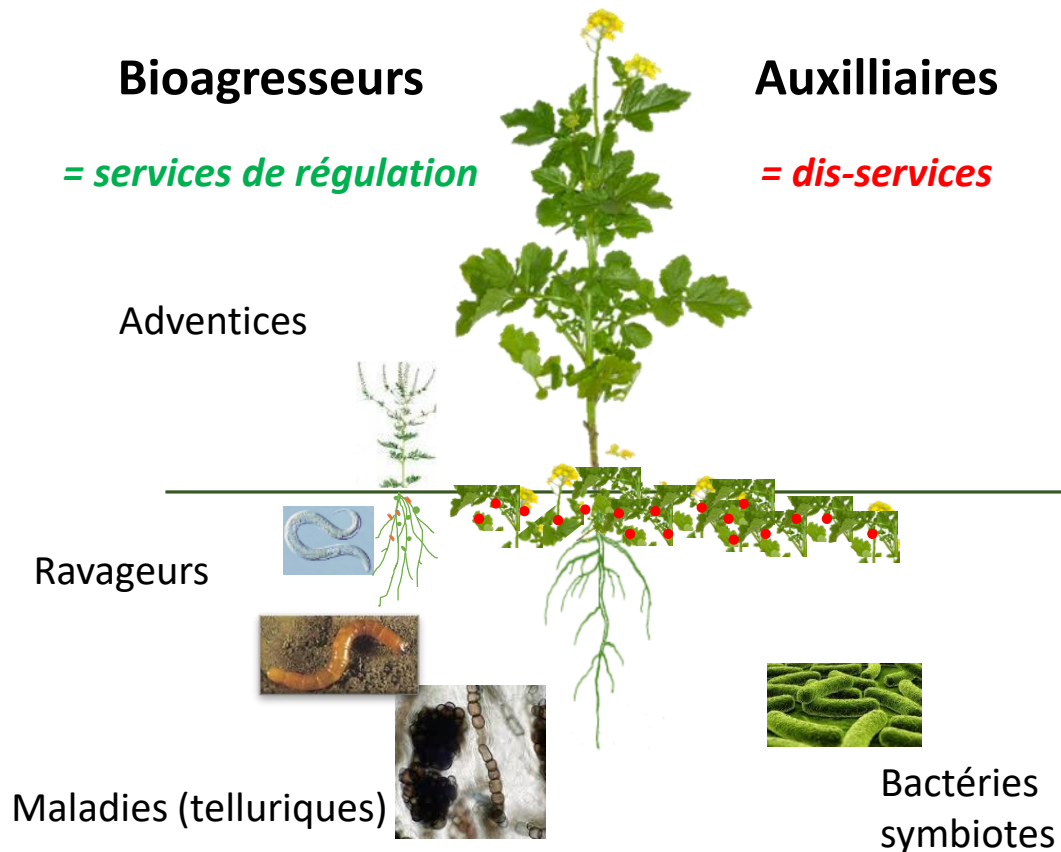 Bioagresseurs
Auxilliaires
= services de régulation
= dis-services
Adventices
Ravageurs
Maladies (telluriques)
Bactéries
symbiotes